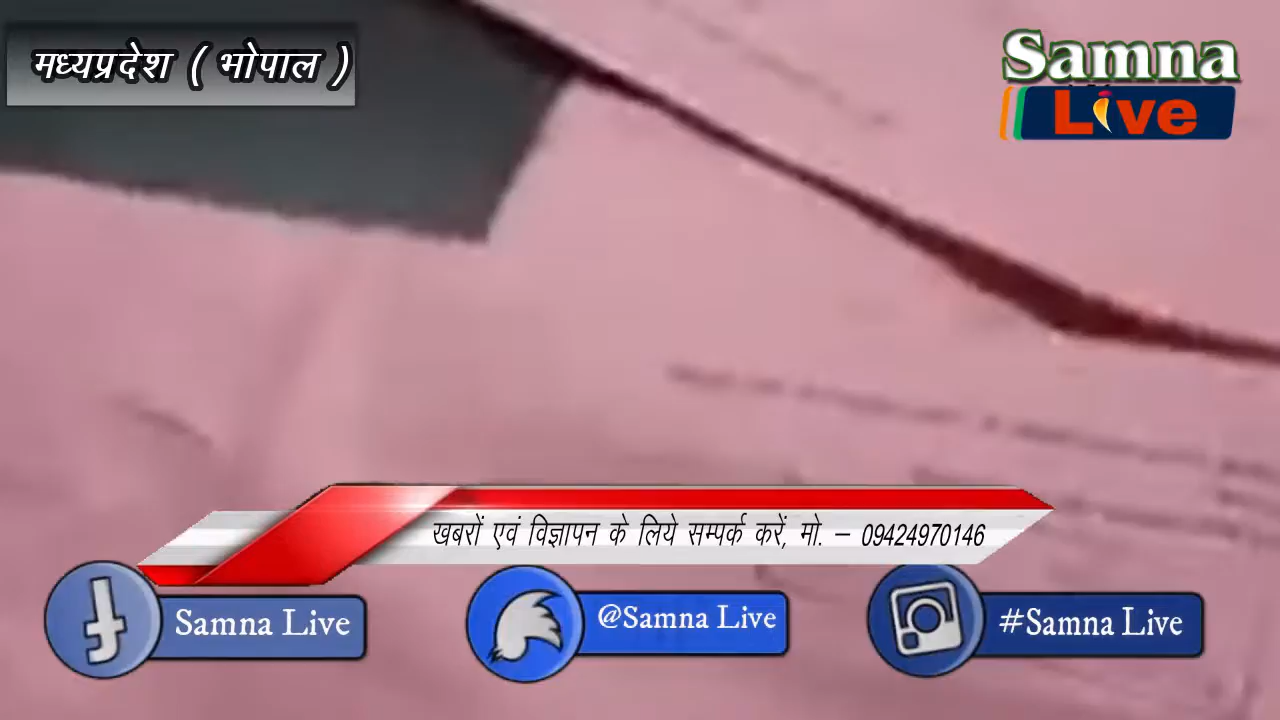 मध्यप्रदेश ( भोपाल )
Samna
Live
खबरों एवं विज्ञापन के लिये सम्पर्क करें, मो. – 09424970146
Samna Live
@Samna Live
#Samna Live